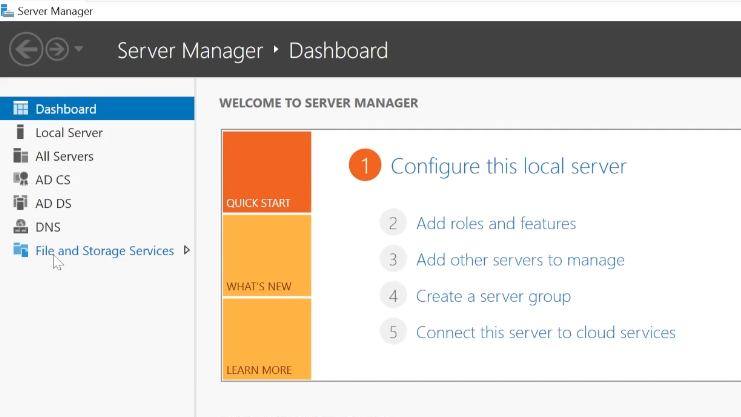 Server Manager
Server Manager ‣ Dashboard
Dashboard
Local Server
All Servers
AD CS
AD DS
DNS
File and Storage Services
WELCOME TO SERVER MANAGER
QUICK START
WHAT'S NEW
LEARN MORE
1 Configure this local server
2 Add roles and features
3 Add other servers to manage
4 Create a server group
5 Connect this server to cloud services